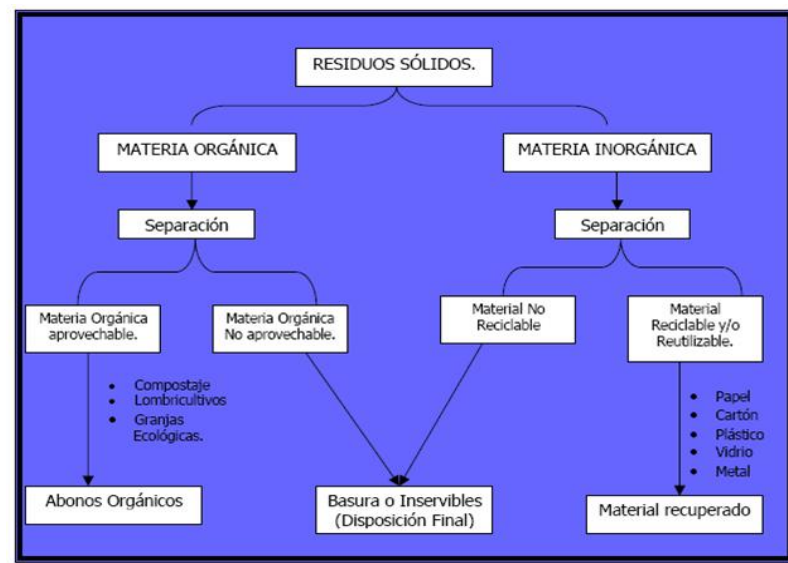 RESIDUOS SÓLIDOS.
MATERIA ORGÁNICA
MATERIA INORGÁNICA
Separación
Separación
Materia Orgánica
aprovechable.
Materia Orgánica
No aprovechable.
Material No
Reciclable
Material
Reciclable y/o
Reutilizable.
• Compostaje
• Lombricultivos
• Granjas
Ecológicas.
• Papel
• Cartón
• Plástico
• Vidrio
• Metal
Abonos Orgánicos
Basura o Inservibles
(Disposición Final)
Material recuperado